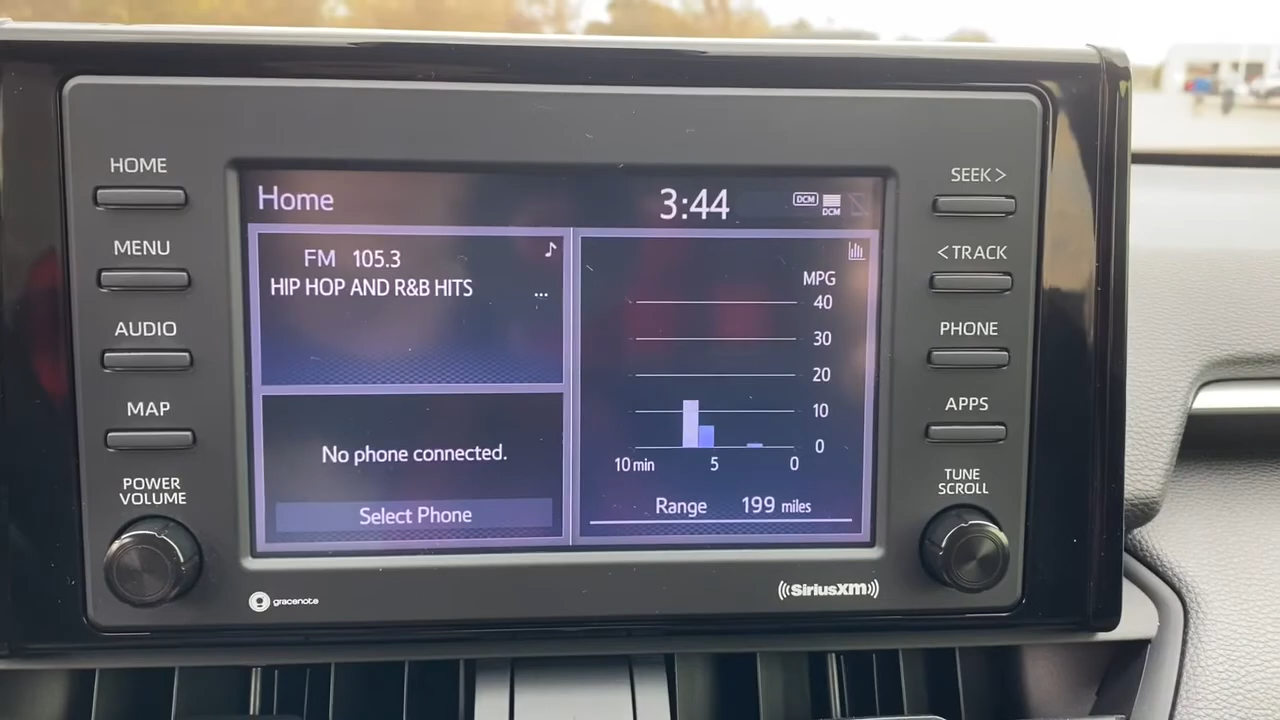 HOME
MENU
AUDIO
MAP
POWER
VOLUME
Home
3:44
DCM
DCM
FM 105.3
HIP HOP AND R&B HITS
...
No phone connected.
Select Phone
MPG
40
30
20
10
0
10 min 5 0
Range 199 miles
SEEK >
< TRACK
PHONE
APPS
TUNE
SCROLL
gracenote
((SiriusXM))